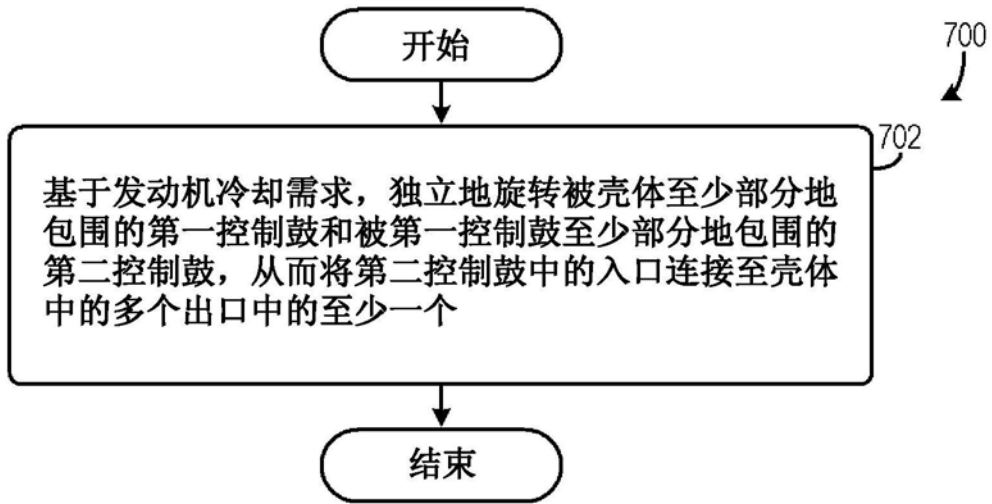 开始
700
702
基于发动机冷却需求，独立地旋转被壳体至少部分地
包围的第一控制鼓和被第一控制鼓至少部分地包围的
第二控制鼓，从而将第二控制鼓中的入口连接至壳体
中的多个出口中的至少一个
结束